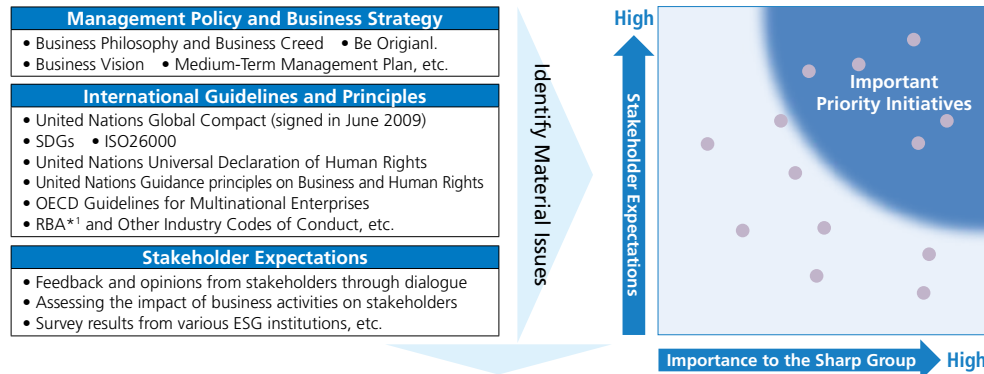 Management Policy and Business Strategy
• Business Philosophy and Business Creed • Be Origianl.
• Business Vision • Medium-Term Management Plan, etc.
International Guidelines and Principles
• United Nations Global Compact (signed in June 2009)
• SDGs • ISO26000
• United Nations Universal Declaration of Human Rights
• United Nations Guidance principles on Business and Human Rights
• OECD Guidelines for Multinational Enterprises
• RBA*1 and Other Industry Codes of Conduct, etc.
Stakeholder Expectations
• Feedback and opinions from stakeholders through dialogue
• Assessing the impact of business activities on stakeholders
• Survey results from various ESG institutions, etc.
Identify Material Issues
High
Stakeholder Expectations
Important
Priority Initiatives
Importance to the Sharp Group
High